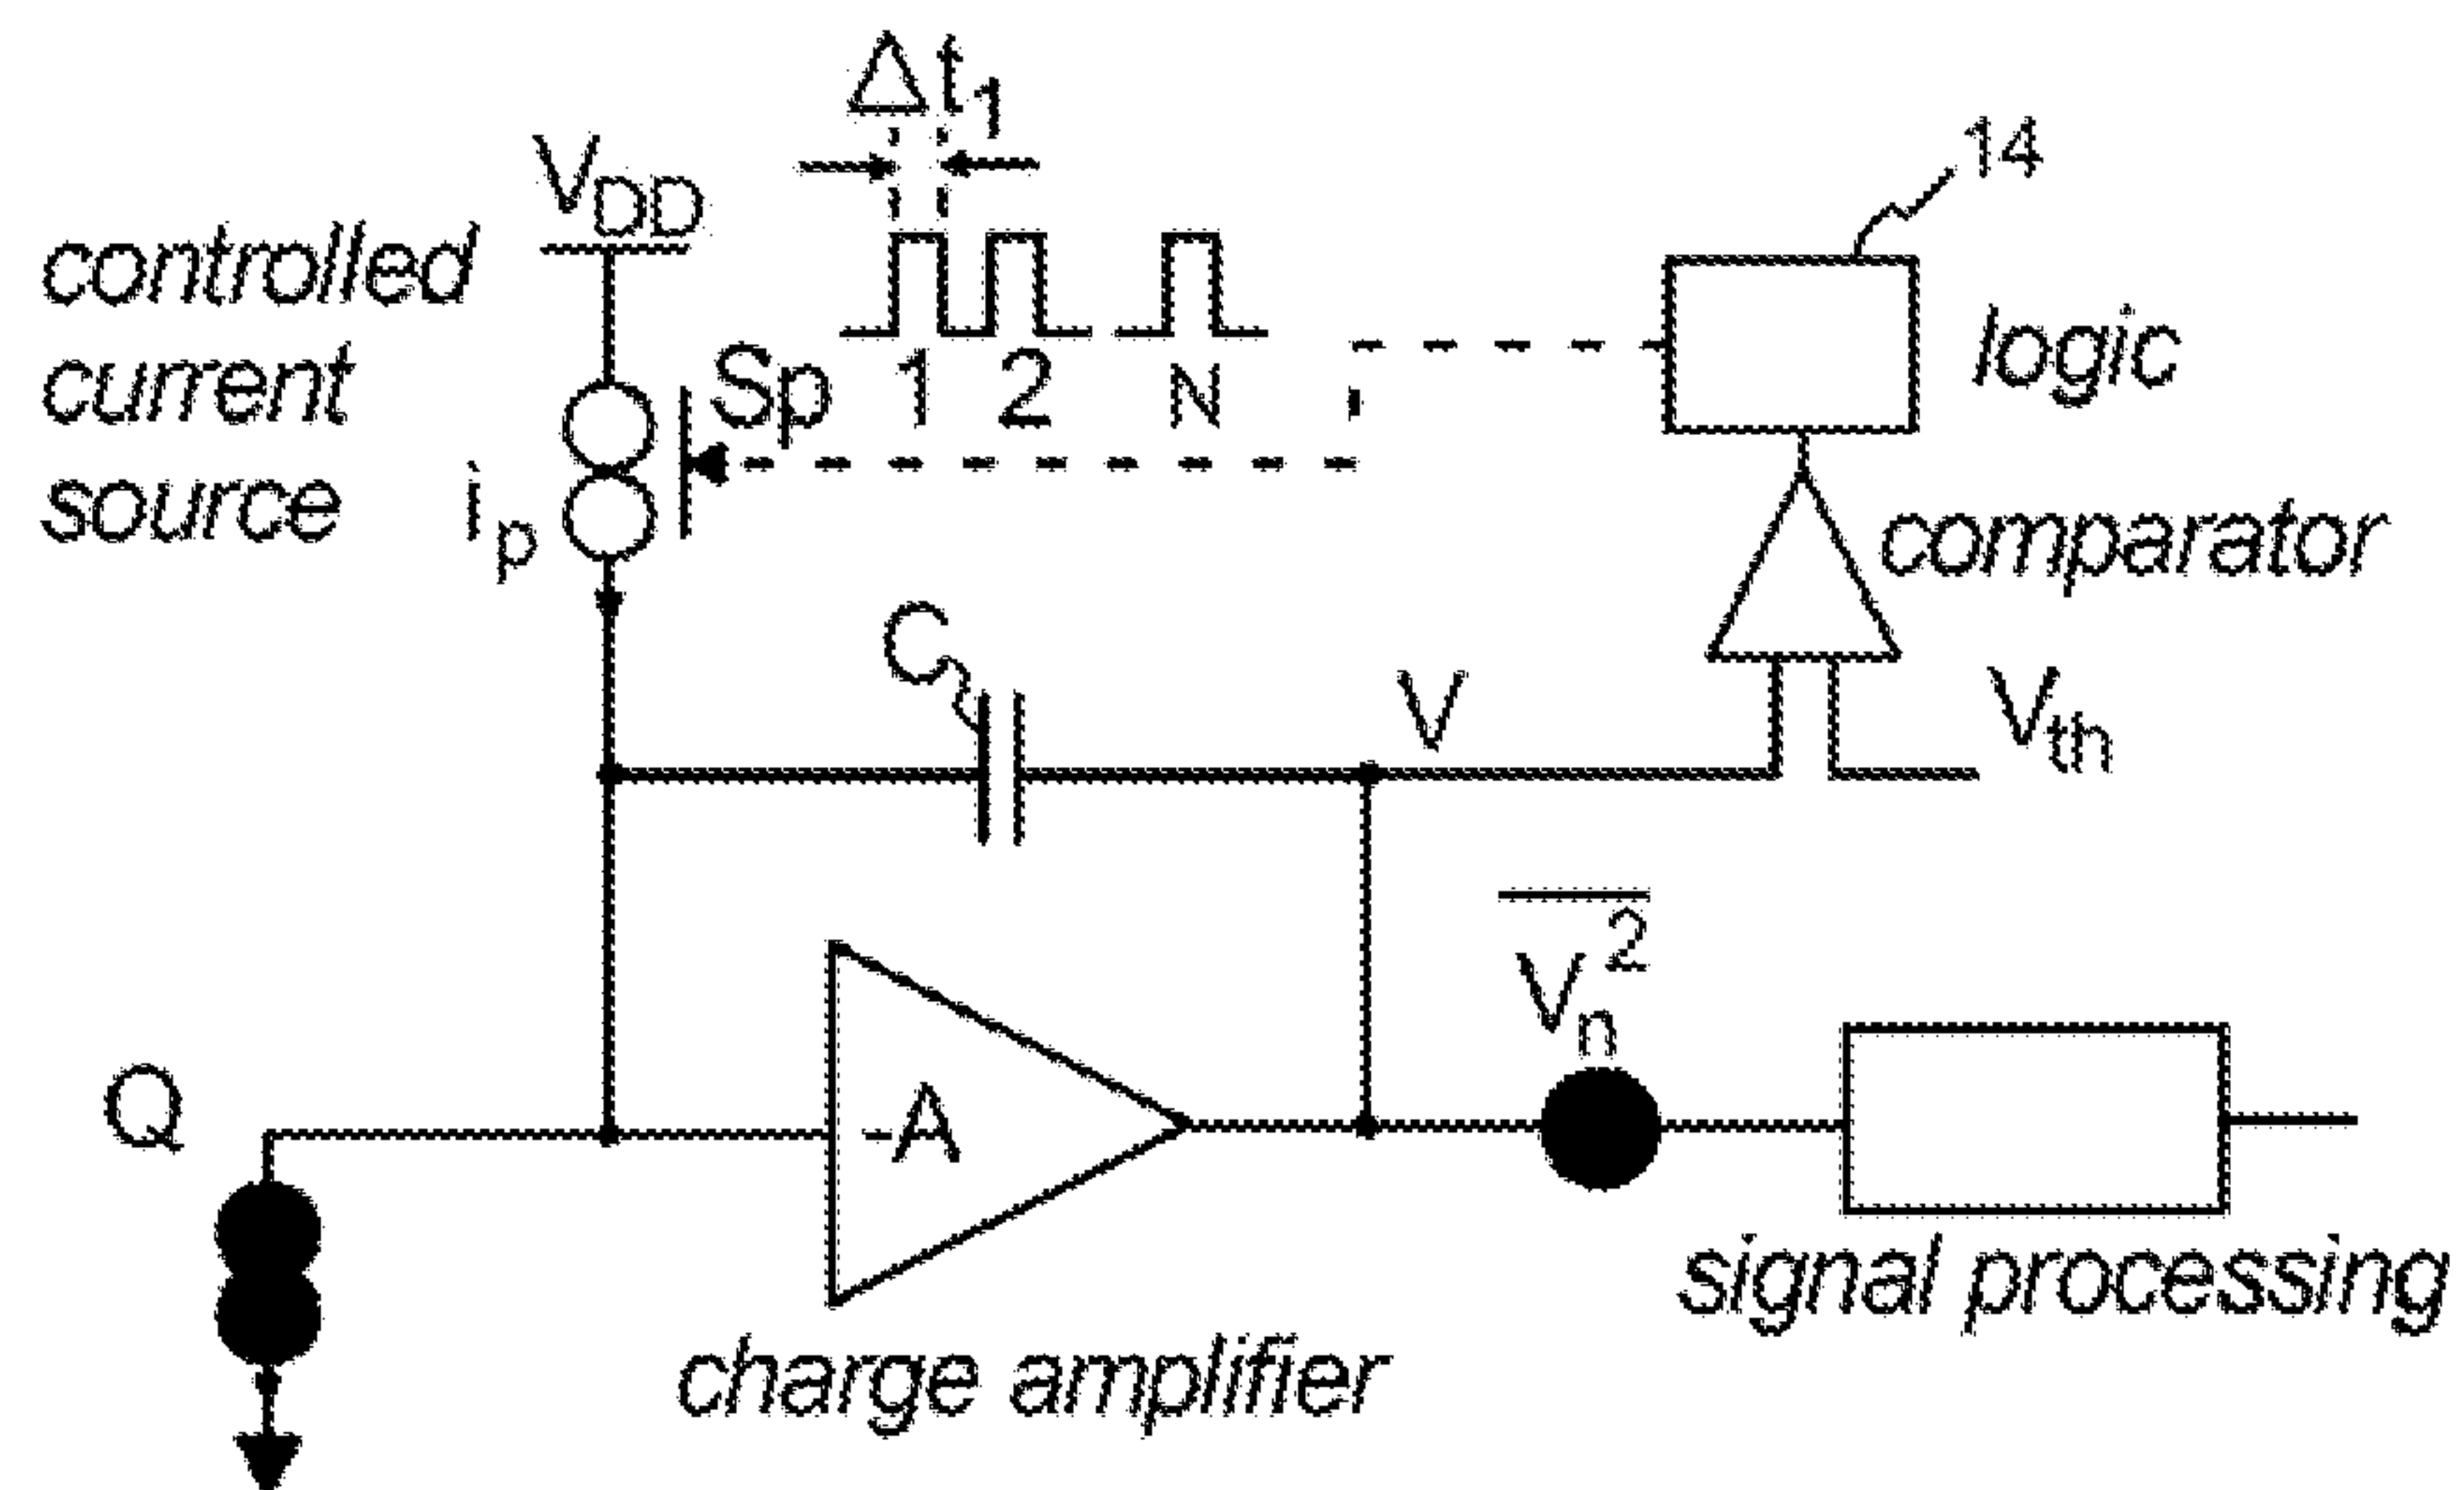 Δt1
VDD
14
controlled
current
source
ip
Sp 1 2 N
logic
comparator
C
V
Vth
Vn2
Q
-A
signal processing
charge amplifier